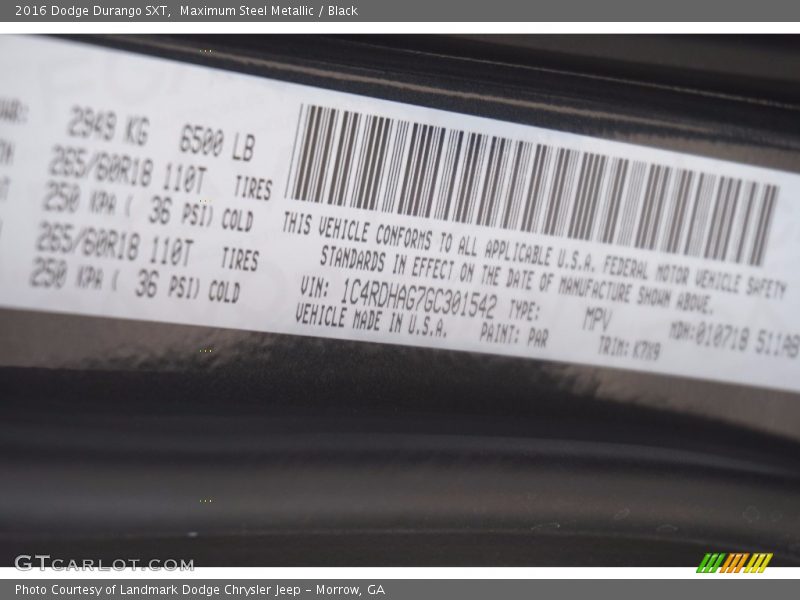 2016 Dodge Durango SXT, Maximum Steel Metallic / Black
2949 KG 6500 LB
265/60R18 110T TIRES
250 KPA ( 36 PSI) COLD
265/60R18 110T TIRES
250 KPA ( 36 PSI) COLD
THIS VEHICLE CONFORMS TO ALL APPLICABLE U.S.A. FEDERAL MOTOR VEHICLE SAFETY
STANDARDS IN EFFECT ON THE DATE OF MANUFACTURE SHOWN ABOVE.
VIN: 1C4RDHAG7GC301542 TYPE: MPV MDH:010718 511AB
VEHICLE MADE IN U.S.A. PAINT: PAR TRIM: K7X9
GTCARLOT.COM
Photo Courtesy of Landmark Dodge Chrysler Jeep – Morrow, GA